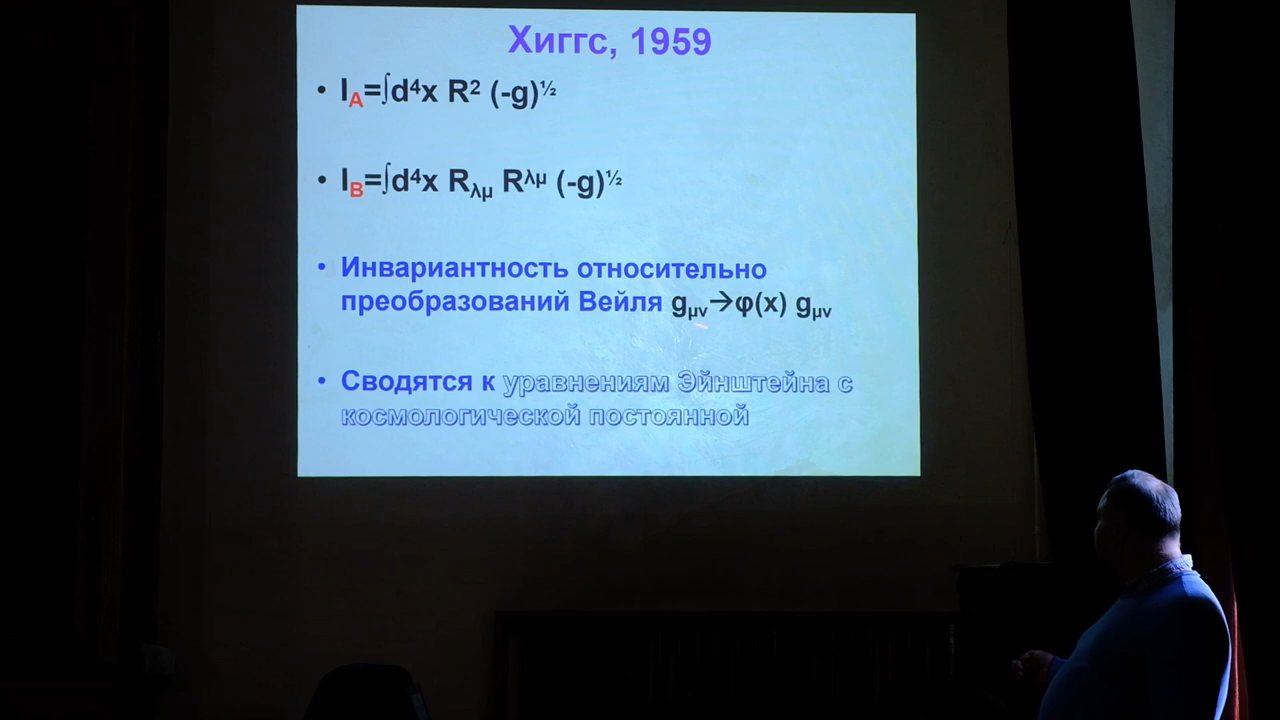 Хиггс, 1959
• I_A=∫d⁴x R² (-g)^½
• I_B=∫d⁴x R_λμ R^λμ (-g)^½
• Инвариантность относительно
преобразований Вейля g_μν→φ(x) g_μν
• Сводятся к уравнениям Эйнштейна с
космологической постоянной